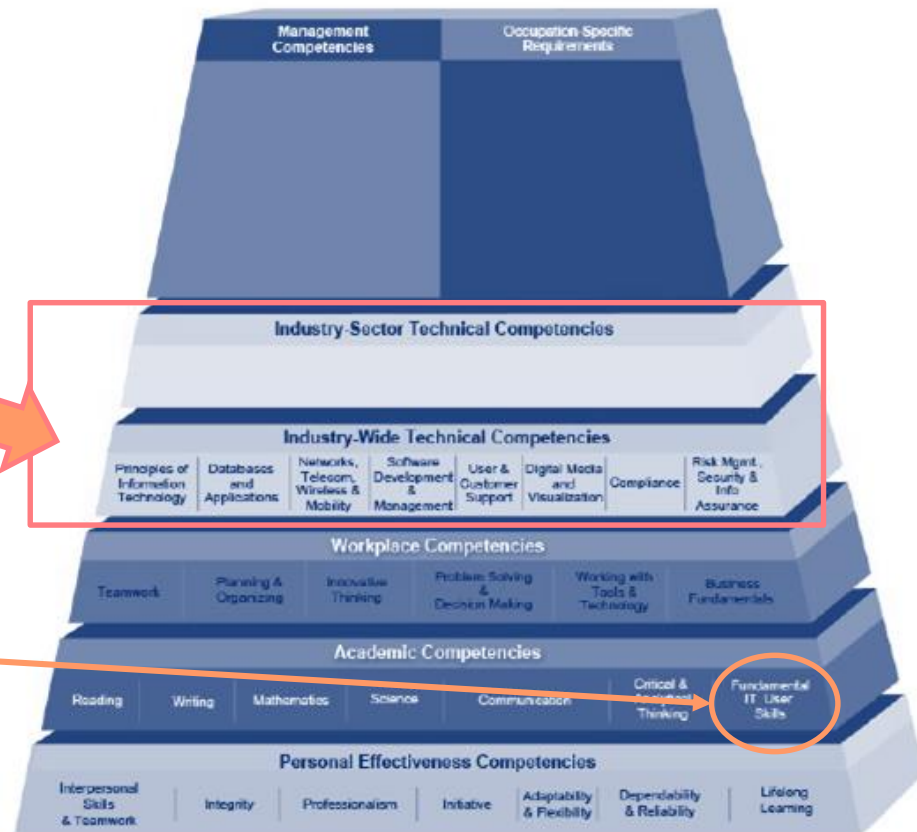 Management
Competencies
Occupation-Specific
Requirements
Industry-Sector Technical Competencies
Industry-Wide Technical Competencies
Principles of
Information
Technology
Databases
and
Applications
Networks,
Telecom,
Wireless &
Mobility
Software
Development
&
Management
User &
Customer
Support
Digital Media
and
Visualization
Compliance
Risk Mgmt.,
Security &
Info
Assurance
Workplace Competencies
Teamwork
Planning &
Organizing
Innovative
Thinking
Problem Solving
&
Decision Making
Working with
Tools &
Technology
Business
Fundamentals
Academic Competencies
Reading
Writing
Mathematics
Science
Communication
Critical &
Analytical
Thinking
Fundamental
IT User
Skills
Personal Effectiveness Competencies
Interpersonal
Skills
& Teamwork
Integrity
Professionalism
Initiative
Adaptability
& Flexibility
Dependability
& Reliability
Lifelong
Learning